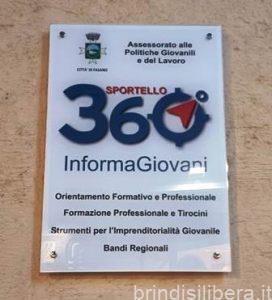 Assessorato alle
Politiche Giovanili
e del Lavoro
CITTA' DI FASANO
SPORTELLO
360°
InformaGiovani
Orientamento Formativo e Professionale
Formazione Professionale e Tirocini
Strumenti per l'Imprenditorialità Giovanile
Bandi Regionali
brindisilibera.it